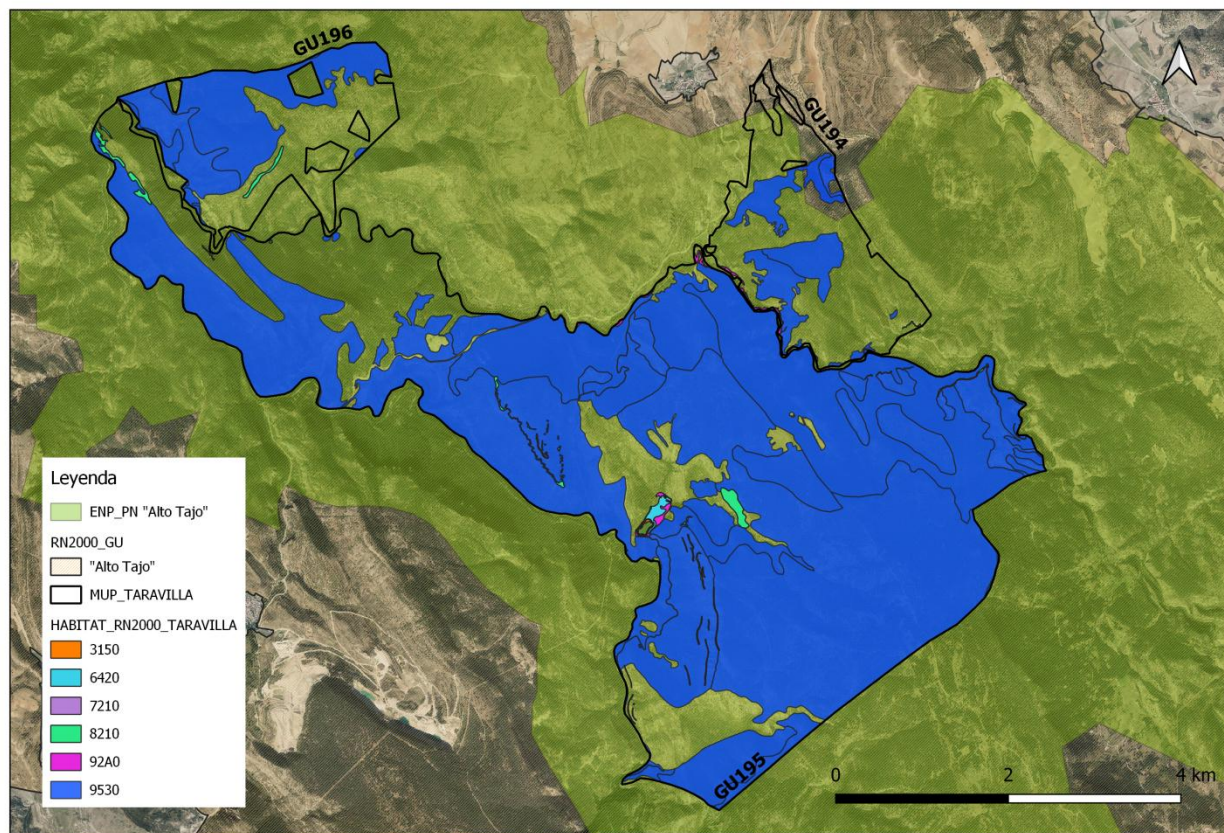 GU196
GU194
Leyenda
ENP_PN "Alto Tajo"
RN2000_GU
"Alto Tajo"
MUP_TARAVILLA
HABITAT_RN2000_TARAVILLA
3150
6420
7210
8210
92A0
9530
GU195
0 2 4 km